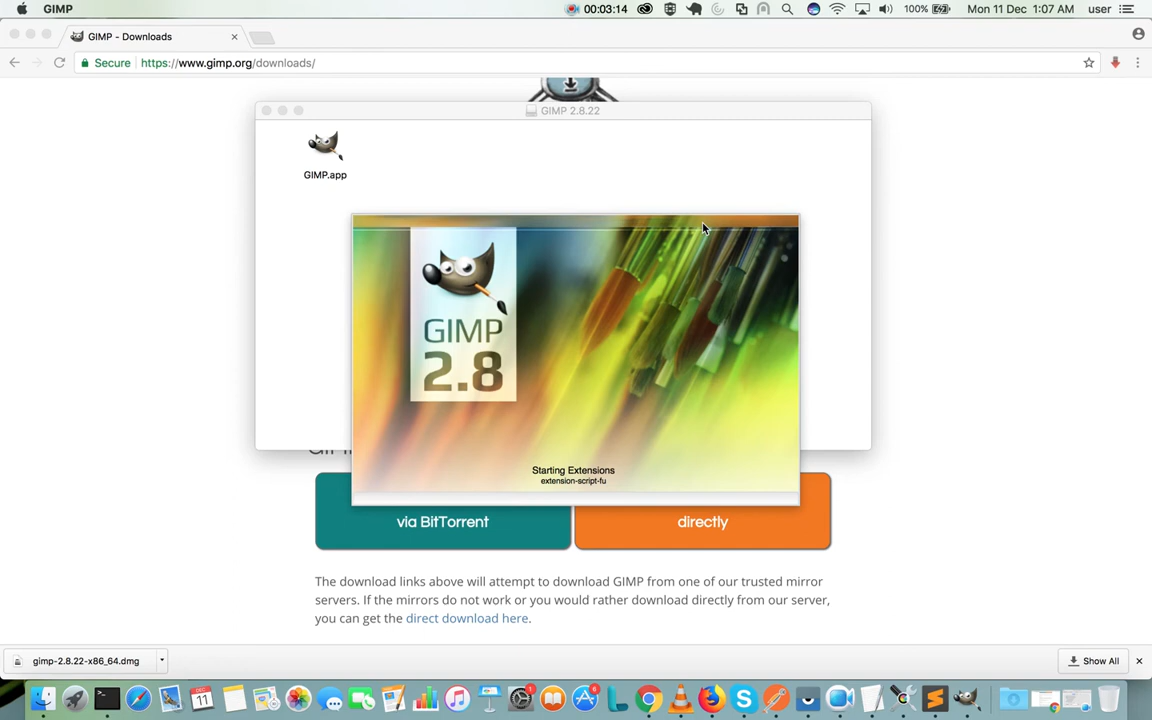 GIMP
00:03:14
100%
Mon 11 Dec 1:07 AM
user
GIMP - Downloads
Secure
https://www.gimp.org/downloads/
GIMP 2.8.22
GIMP.app
GIMP
2.8
Starting Extensions
extension-script-fu
via BitTorrent
directly
The download links above will attempt to download GIMP from one of our trusted mirror
servers. If the mirrors do not work or you would rather download directly from our server,
you can get the direct download here.
gimp-2.8.22-x86_64.dmg
Show All